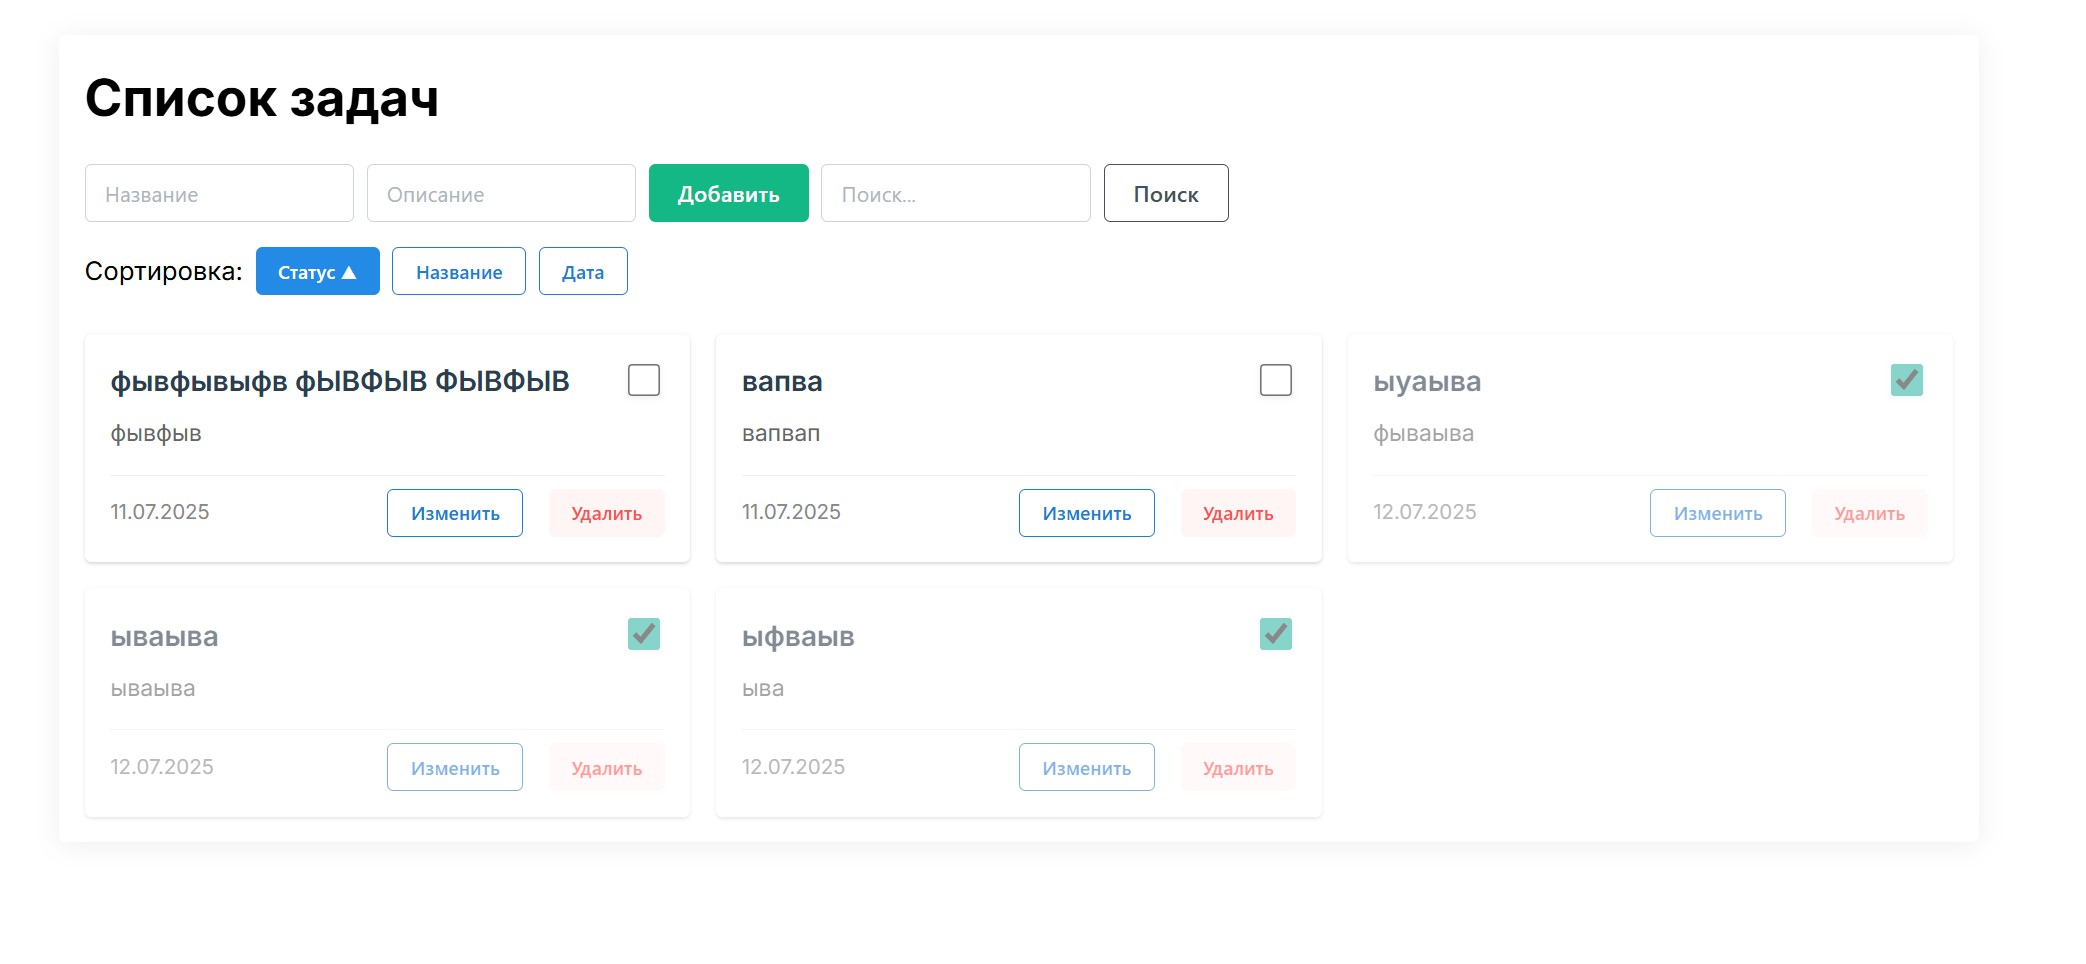 Список задач
Название Описание Добавить Поиск... Поиск
Сортировка: Статус ▲ Название Дата
фывфывыфв фЫВФЫВ ФЫВФЫВ
фывфыв
11.07.2025 Изменить Удалить
вапва
вапвап
11.07.2025 Изменить Удалить
ыуаыва
фываыва
12.07.2025 Изменить Удалить
ываыва
ываыва
12.07.2025 Изменить Удалить
ыфваыв
ыва
12.07.2025 Изменить Удалить